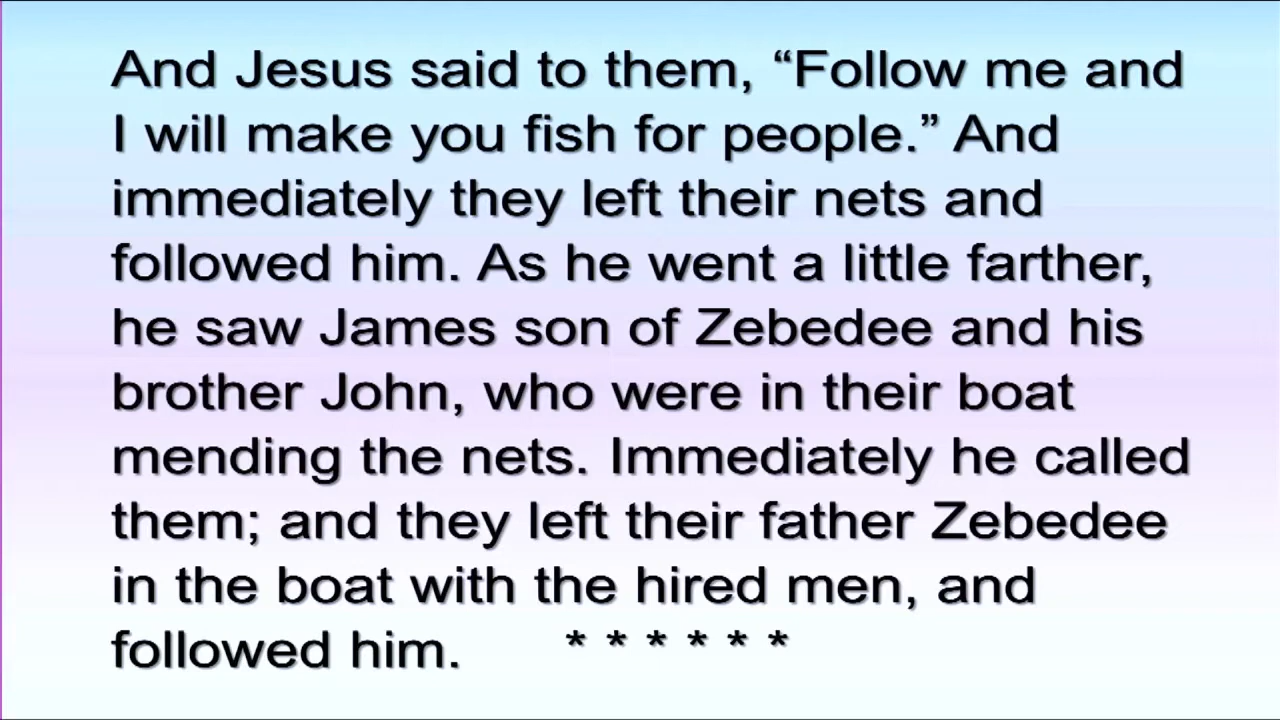 And Jesus said to them, “Follow me and
I will make you fish for people.” And
immediately they left their nets and
followed him. As he went a little farther,
he saw James son of Zebedee and his
brother John, who were in their boat
mending the nets. Immediately he called
them; and they left their father Zebedee
in the boat with the hired men, and
followed him. * * * * * *